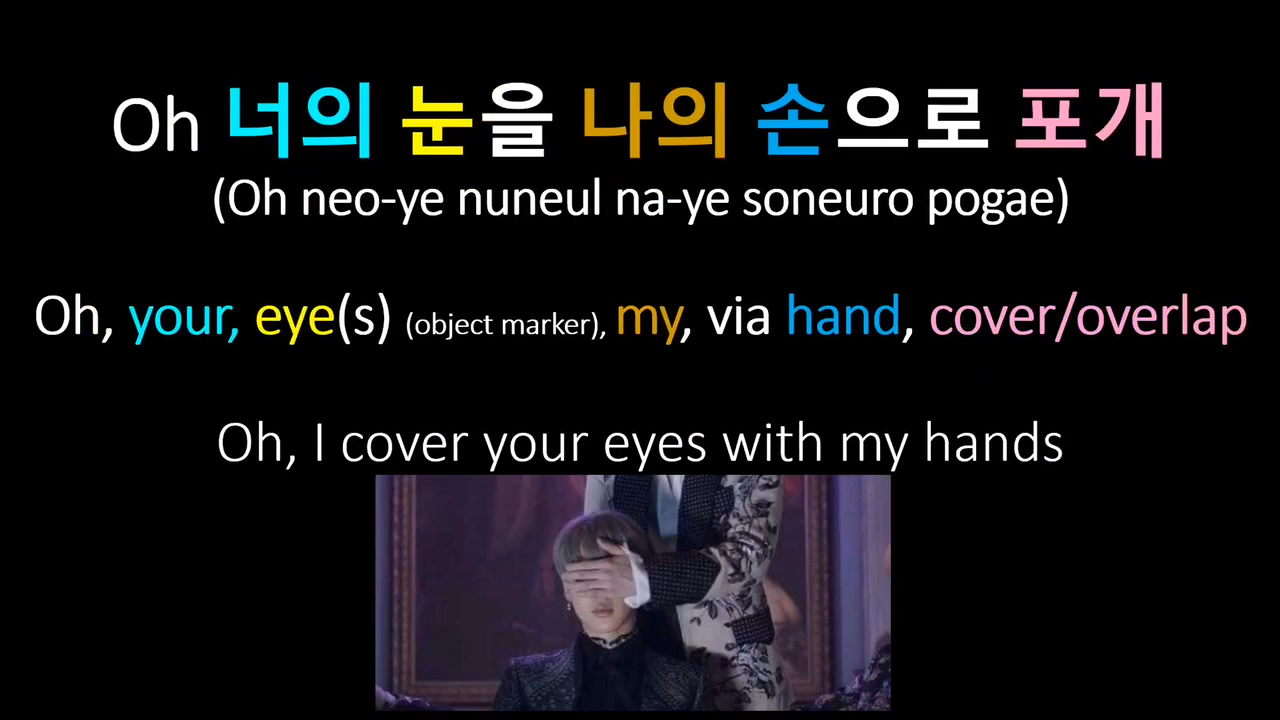 Oh 너의 눈을 나의 손으로 포개
(Oh neo-ye nuneul na-ye soneuro pogae)
Oh, your, eye(s) (object marker), my, via hand, cover/overlap
Oh, I cover your eyes with my hands